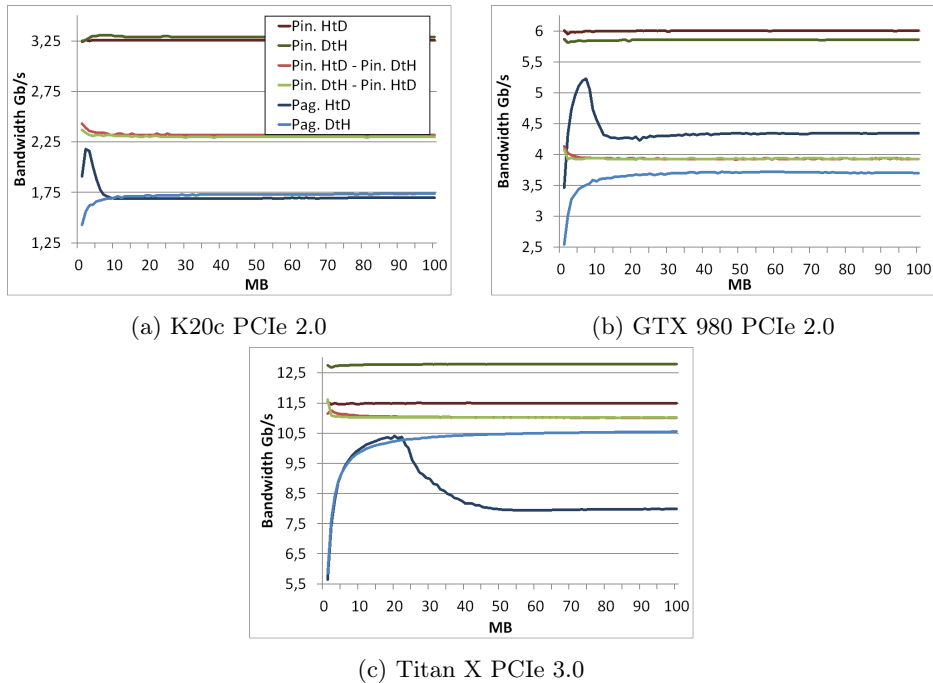 Bandwidth Gb/s
3,25
2,75
2,25
1,75
1,25
0 10 20 30 40 50 60 70 80 90 100
MB
Pin. HtD
Pin. DtH
Pin. HtD - Pin. DtH
Pin. DtH - Pin. HtD
Pag. HtD
Pag. DtH
(a) K20c PCIe 2.0
Bandwidth Gb/s
6
5,5
5
4,5
4
3,5
3
2,5
0 10 20 30 40 50 60 70 80 90 100
MB
(b) GTX 980 PCIe 2.0
Bandwidth Gb/s
12,5
11,5
10,5
9,5
8,5
7,5
6,5
5,5
0 10 20 30 40 50 60 70 80 90 100
MB
(c) Titan X PCIe 3.0